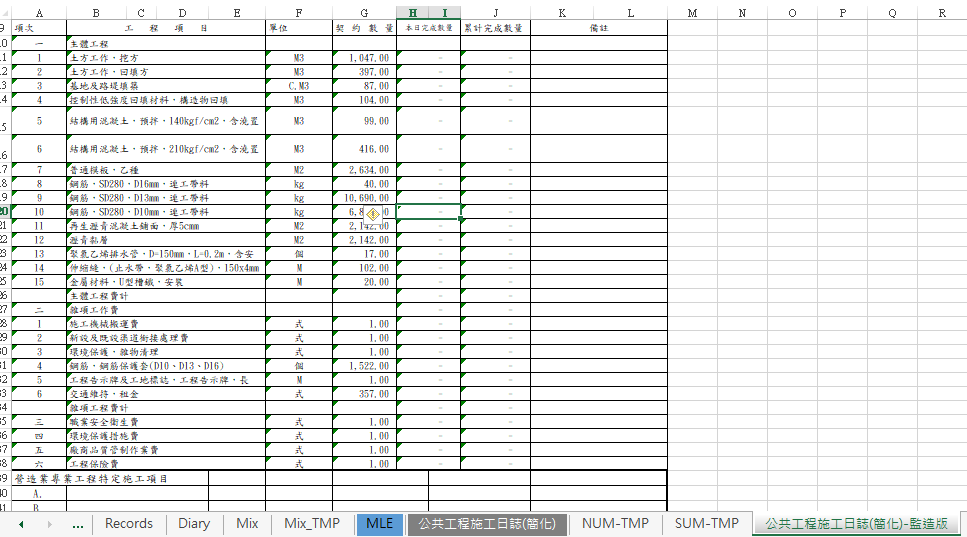 A B C D E F G H I J K L M N O P Q R
項次 工 程 項 目 單位 契 約 數 量 本日完成數量 累計完成數量 備註
一 主體工程 - -
1 土方工作，挖方 M3 1,047.00 - -
2 土方工作，回填方 M3 397.00 - -
3 基地及路堤填築 C.M3 87.00 - -
4 控制性低強度回填材料，構造物回填 M3 104.00 - -
5 結構用混凝土，預拌，140kgf/cm2，含澆置 M3 99.00 - -
6 結構用混凝土，預拌，210kgf/cm2，含澆置 M3 416.00 - -
7 普通模板，乙種 M2 2,634.00 - -
8 鋼筋，SD280，D16mm，連工帶料 kg 40.00 - -
9 鋼筋，SD280，D13mm，連工帶料 kg 10,690.00 - -
10 鋼筋，SD280，D10mm，連工帶料 kg - -
11 再生瀝青混凝土鋪面，厚5cmm M2 2,142.00 - -
12 瀝青黏層 M2 2,142.00 - -
13 聚氯乙烯排水管，D=150mm，L=0.2m，含安 個 17.00 - -
14 伸縮縫，(止水帶，聚氯乙烯A型)，150x4mm M 102.00 - -
15 金屬材料，U型槽鐵，安裝 M 20.00 - -
主體工程費計 - -
二 雜項工作費 - -
1 施工機械搬運費 式 1.00 - -
2 新設及既設渠道銜接處理費 式 1.00 - -
3 環境保護，雜物清理 式 1.00 - -
4 鋼筋，鋼筋保護套(D10、D13、D16) 個 1,522.00 - -
5 工程告示牌及工地標誌，工程告示牌，長 M 1.00 - -
6 交通維持，租金 式 357.00 - -
雜項工程費計 - -
三 職業安全衛生費 式 1.00 - -
四 環境保護措施費 式 1.00 - -
五 廠商品質管制作業費 式 1.00 - -
六 工程保險費 式 1.00 - -
營造業專業工程特定施工項目
A.
B.
... Records Diary Mix Mix_TMP MLE 公共工程施工日誌(簡化) NUM-TMP SUM-TMP 公共工程施工日誌(簡化)-監造版